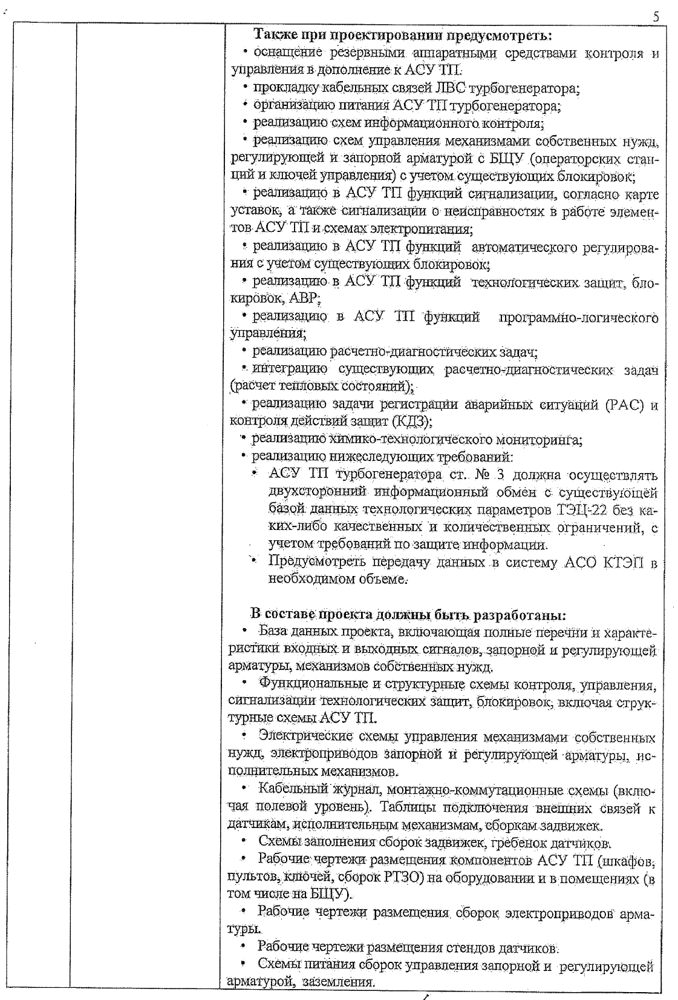 5
Также при проектировании предусмотреть:
• оснащение резервными аппаратными средствами контроля и
управления в дополнение к АСУ ТП.
• прокладку кабельных связей ЛВС турбогенератора;
• организацию питания АСУ ТП турбогенератора;
• реализацию схем информационного контроля;
• реализацию схем управления механизмами собственных нужд,
регулирующей и запорной арматурой с БЩУ (операторских стан-
ций и ключей управления) с учетом существующих блокировок;
• реализацию в АСУ ТП функций сигнализации, согласно карте
уставок, а также сигнализации о неисправностях в работе элемен-
тов АСУ ТП и схемах электропитания;
• реализацию в АСУ ТП функций автоматического регулирова-
ния с учетом существующих блокировок;
• реализацию в АСУ ТП функций технологических защит, бло-
кировок, АВР;
• реализацию в АСУ ТП функций программно-логического
управления;
• реализацию расчетно-диагностических задач;
• интеграцию существующих расчетно-диагностических задач
(расчет тепловых состояний);
• реализацию задачи регистрации аварийных ситуаций (РАС) и
контроля действий защит (КДЗ);
• реализацию химико-технологического мониторинга;
• реализацию нижеследующих требований:
• АСУ ТП турбогенератора ст. № 3 должна осуществлять
двухсторонний информационный обмен с существующей
базой данных технологических параметров ТЭЦ-22 без ка-
ких-либо качественных и количественных ограничений, с
учетом требований по защите информации.
• Предусмотреть передачу данных в систему АСО КТЭП в
необходимом объеме.
В составе проекта должны быть разработаны:
• База данных проекта, включающая полные перечни и характе-
ристики входных и выходных сигналов, запорной и регулирующей
арматуры, механизмов собственных нужд.
• Функциональные и структурные схемы контроля, управления,
сигнализации технологических защит, блокировок, включая струк-
турные схемы АСУ ТП.
• Электрические схемы управления механизмами собственных
нужд, электроприводов запорной и регулирующей арматуры, ис-
полнительных механизмов.
• Кабельный журнал, монтажно-коммутационные схемы (вклю-
чая полевой уровень). Таблицы подключения внешних связей к
датчикам, исполнительным механизмам, сборкам задвижек.
• Схемы заполнения сборок задвижек, гребенок датчиков.
• Рабочие чертежи размещения компонентов АСУ ТП (шкафов,
пультов, ключей, сборок РТЗО) на оборудовании и в помещениях (в
том числе на БЩУ).
• Рабочие чертежи размещения сборок электроприводов арма-
туры.
• Рабочие чертежи размещения стендов датчиков.
• Схемы питания сборок управления запорной и регулирующей
арматурой, заземления.